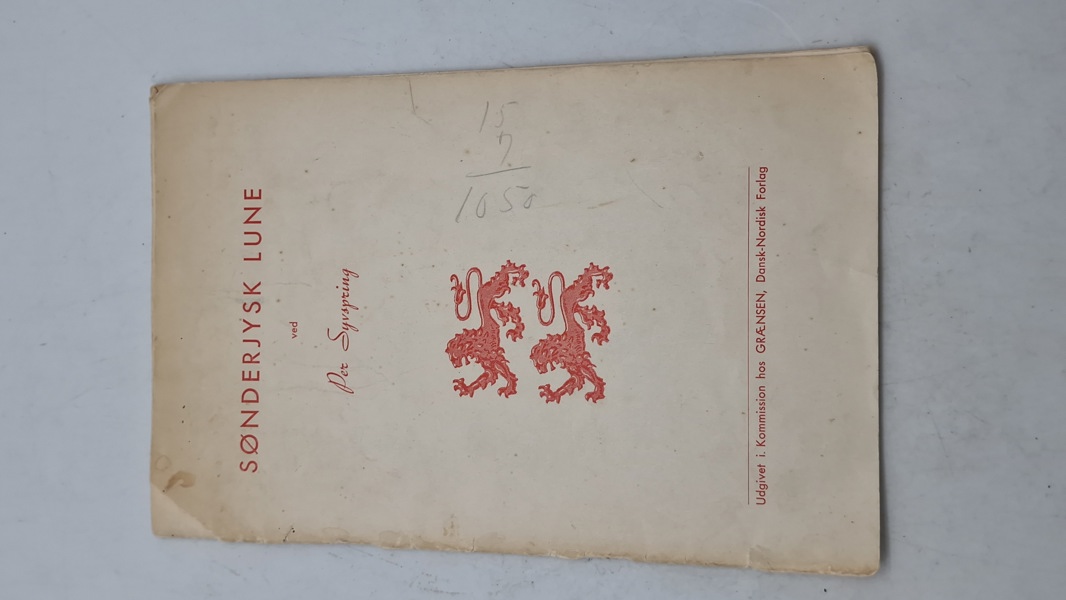 SØNDERJYSK LUNE
ved
Per Syvspring
15
7
1050
Udgivet i Kommission hos GRÆNSEN, Dansk-Nordisk Forlag